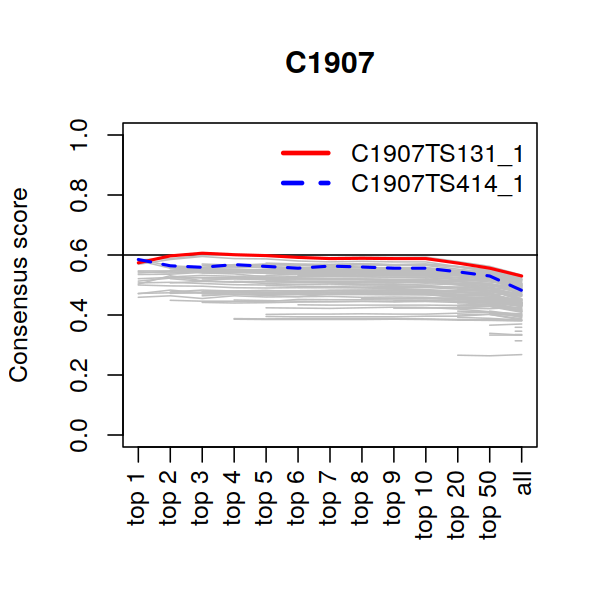 C1907
C1907TS131_1
C1907TS414_1
Consensus score
1.0
0.8
0.6
0.4
0.2
0.0
top 1
top 2
top 3
top 4
top 5
top 6
top 7
top 8
top 9
top 10
top 20
top 50
all